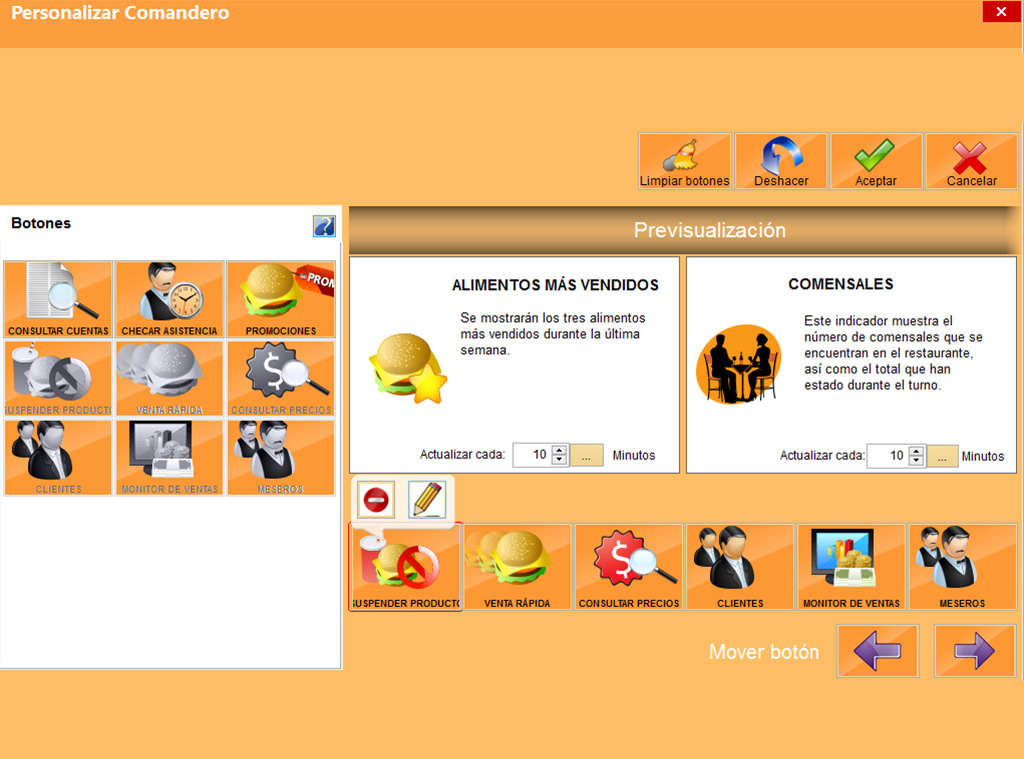 Personalizar Comandero
Limpiar botones
Deshacer
Aceptar
Cancelar
Botones
Previsualización
CONSULTAR CUENTAS
CHECAR ASISTENCIA
PROMOCIONES
PROM
SUSPENDER PRODUCTO
VENTA RÁPIDA
CONSULTAR PRECIOS
CLIENTES
MONITOR DE VENTAS
MESEROS
ALIMENTOS MÁS VENDIDOS
Se mostrarán los tres alimentos
más vendidos durante la última
semana.
Actualizar cada: 10 ... Minutos
COMENSALES
Este indicador muestra el
número de comensales que se
encuentran en el restaurante,
así como el total que han
estado durante el turno.
Actualizar cada: 10 ... Minutos
SUSPENDER PRODUCTO
VENTA RÁPIDA
CONSULTAR PRECIOS
CLIENTES
MONITOR DE VENTAS
MESEROS
Mover botón